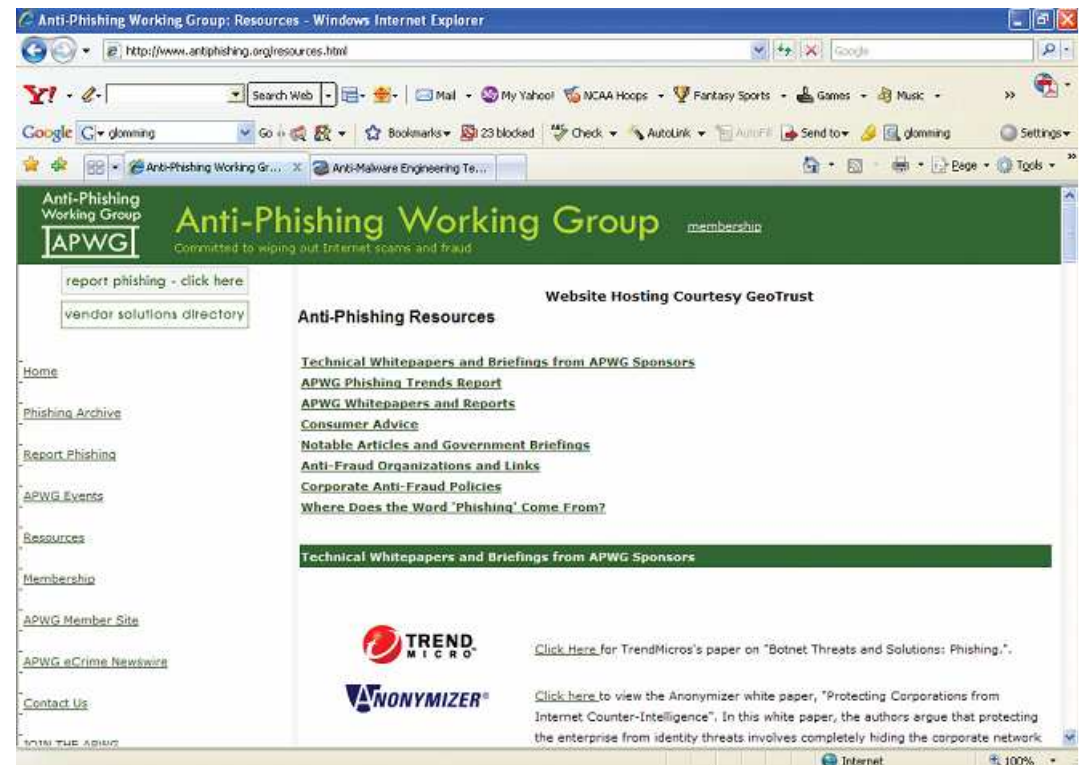 Anti-Phishing Working Group: Resources - Windows Internet Explorer
http://www.antiphishing.org/resources.html
Google
Y! Search Web Mail My Yahoo! NCAA Hoops Fantasy Sports Games Music »
Google G glomming Go Bookmarks 23 blocked Check AutoLink AutoFill Send to glomming Settings
Anti-Phishing Working Gr... X Anti-Malware Engineering Te... Page Tools »
Anti-Phishing
Working Group
APWG
Anti-Phishing Working Group membership
Committed to wiping out Internet scams and fraud
report phishing - click here
vendor solutions directory
Home
Phishing Archive
Report Phishing
APWG Events
Resources
Membership
APWG Member Site
APWG eCrime Newswire
Contact Us
JOIN THE APWG
Website Hosting Courtesy GeoTrust
Anti-Phishing Resources
Technical Whitepapers and Briefings from APWG Sponsors
APWG Phishing Trends Report
APWG Whitepapers and Reports
Consumer Advice
Notable Articles and Government Briefings
Anti-Fraud Organizations and Links
Corporate Anti-Fraud Policies
Where Does the Word 'Phishing' Come From?
Technical Whitepapers and Briefings from APWG Sponsors
TREND
MICRO
Click Here for TrendMicros's paper on "Botnet Threats and Solutions: Phishing.".
ANONYMIZER®
Click here to view the Anonymizer white paper, "Protecting Corporations from
Internet Counter-Intelligence". In this white paper, the authors argue that protecting
the enterprise from identity threats involves completely hiding the corporate network
Internet 100%